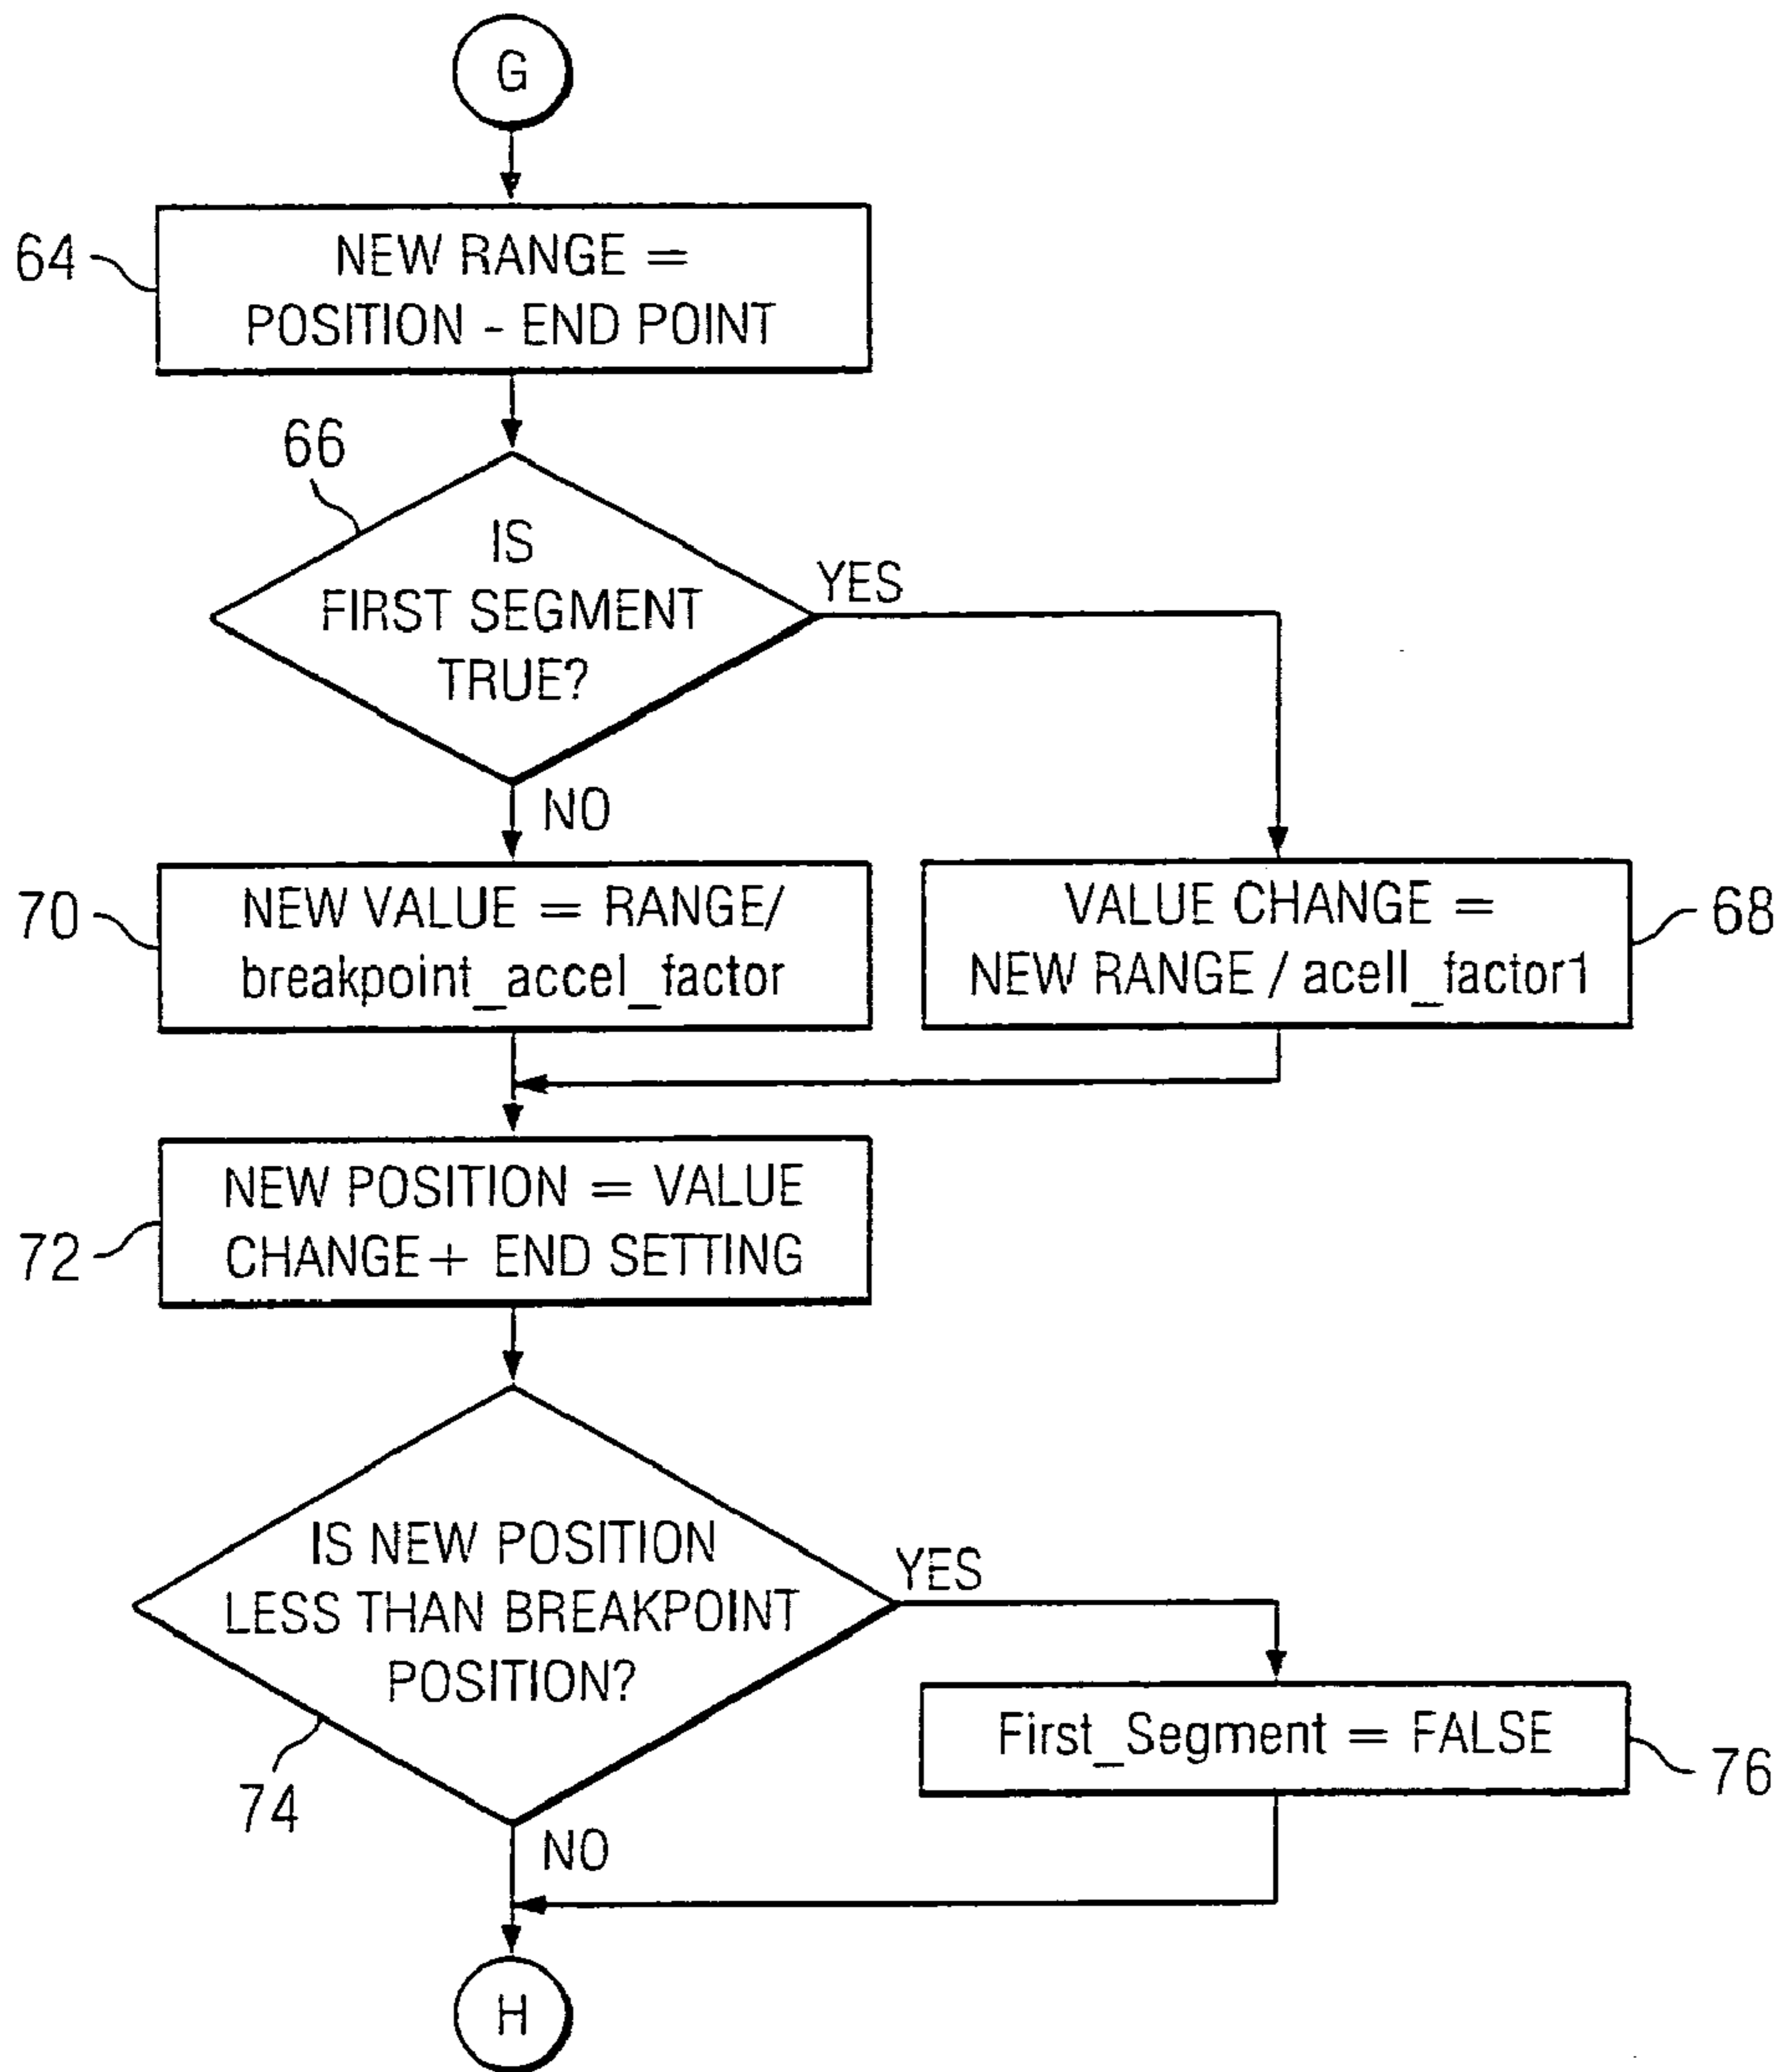 G
64
NEW RANGE =
POSITION - END POINT
66
IS
FIRST SEGMENT
TRUE?
YES
NO
70
NEW VALUE = RANGE/
breakpoint_accel_factor
VALUE CHANGE =
NEW RANGE / acell_factor1
68
72
NEW POSITION = VALUE
CHANGE + END SETTING
IS NEW POSITION
LESS THAN BREAKPOINT
POSITION?
YES
74
NO
First_Segment = FALSE
76
H